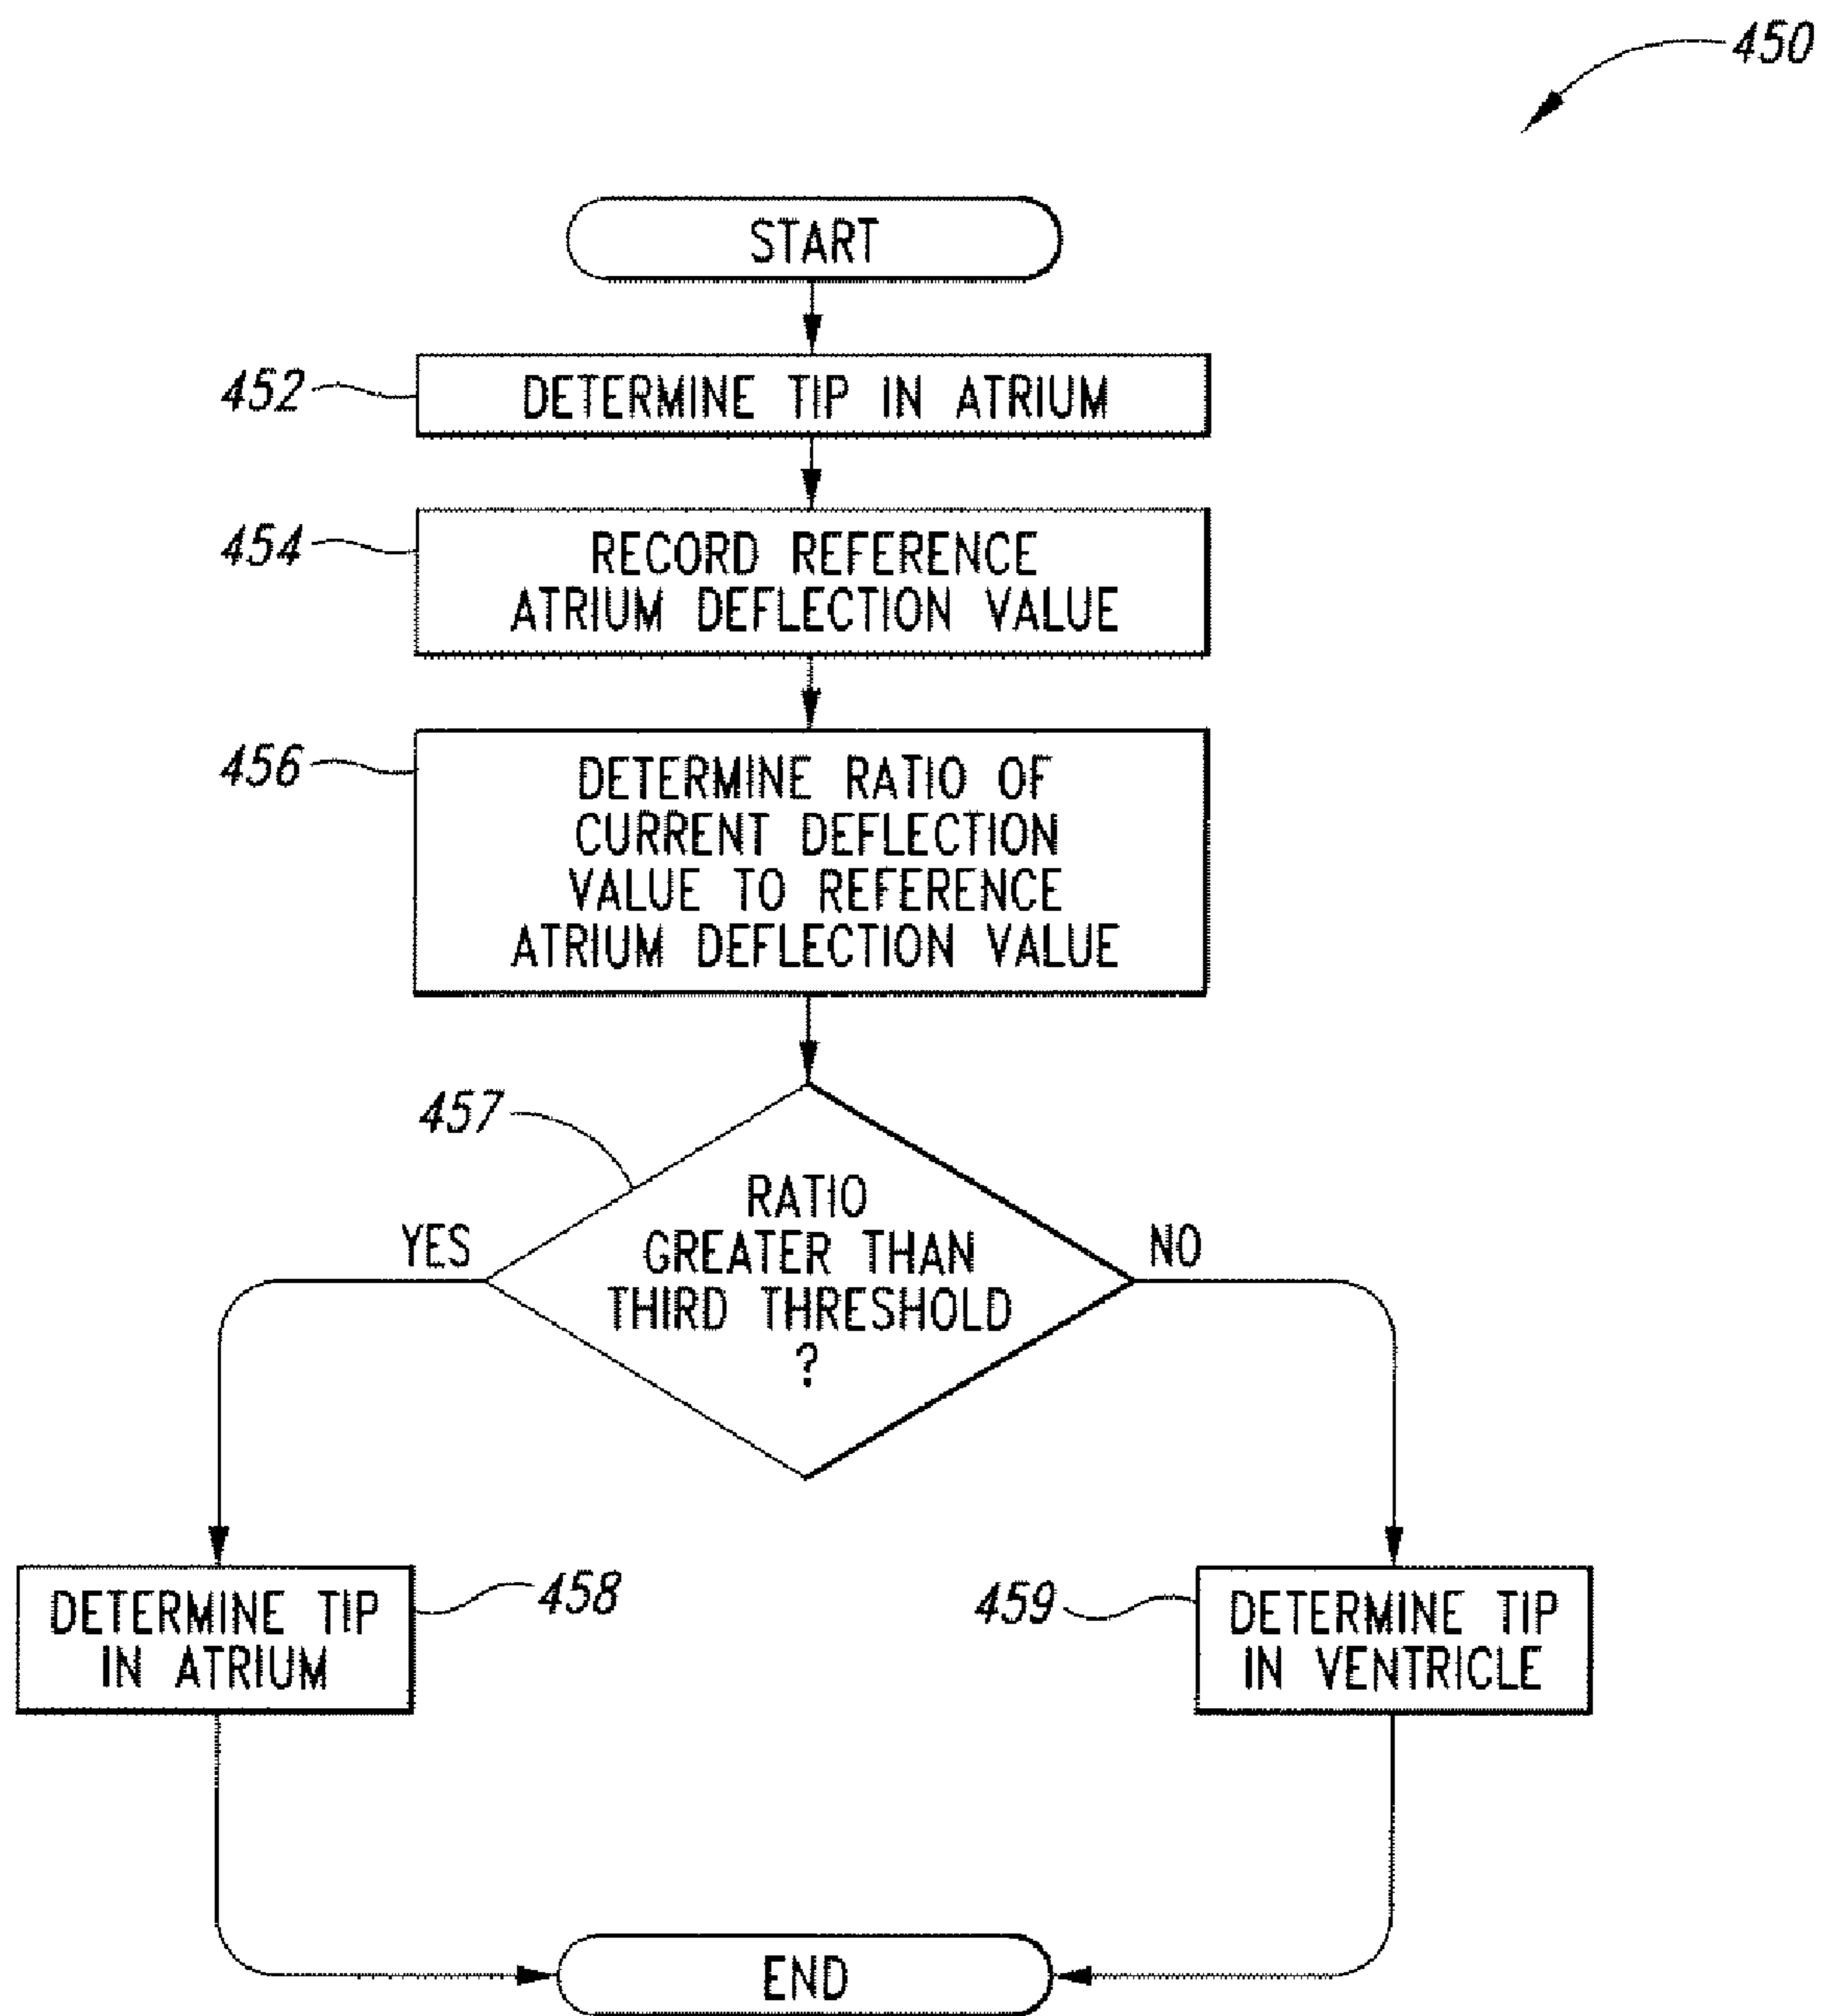 450
START
452
DETERMINE TIP IN ATRIUM
454
RECORD REFERENCE
ATRIUM DEFLECTION VALUE
456
DETERMINE RATIO OF
CURRENT DEFLECTION
VALUE TO REFERENCE
ATRIUM DEFLECTION VALUE
457
RATIO
GREATER THAN
THIRD THRESHOLD
?
YES
NO
DETERMINE TIP
IN ATRIUM
458
459
DETERMINE TIP
IN VENTRICLE
END